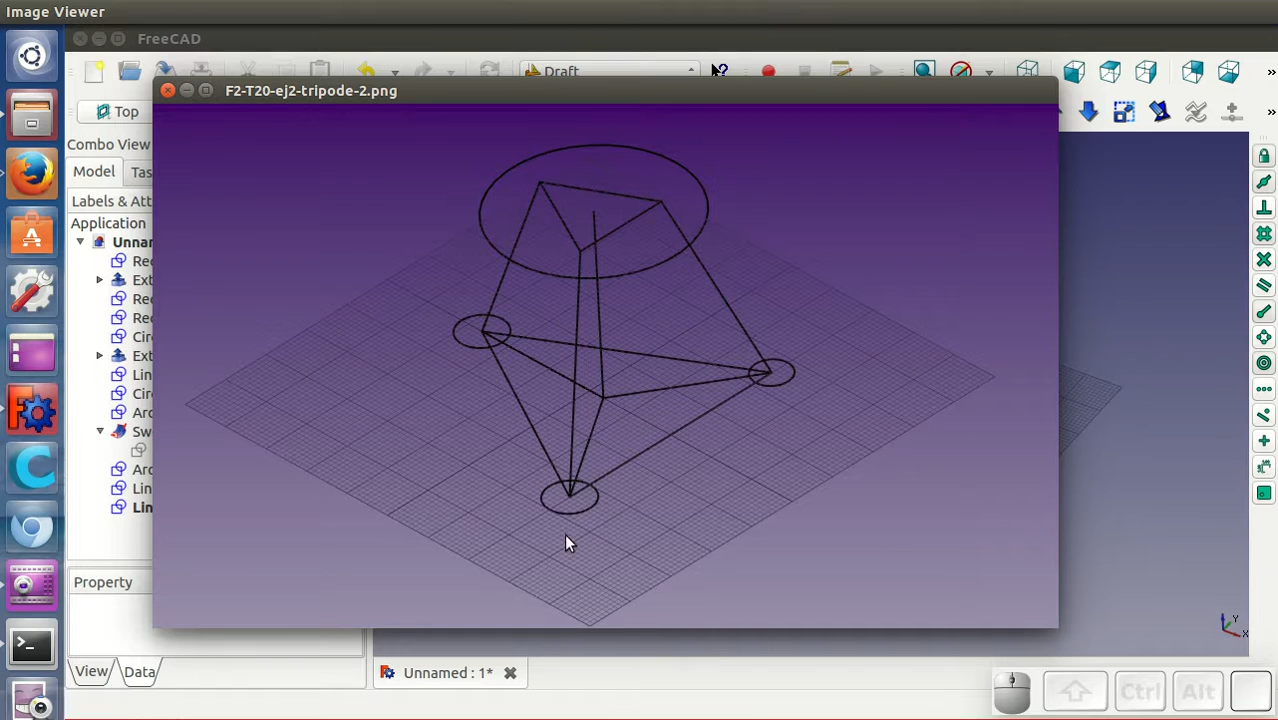 Image Viewer
FreeCAD
Draft
F2-T20-ej2-tripode-2.png
Top
Combo View
Model Tas
Labels & Att
Application
Unnar
Rec
Ext
Rec
Rec
Circ
Ext
Lin
Circ
Arc
Sw
Arc
Lin
Lin
Property
View Data
Unnamed : 1*
Ctrl
Alt
Y
X